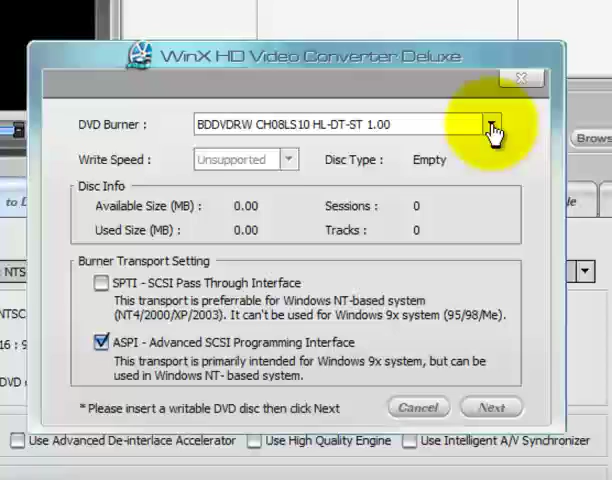 WinX HD Video Converter Deluxe
DVD Burner : BDDVDRW CH08LS10 HL-DT-ST 1.00
Brows
Write Speed : Unsupported Disc Type : Empty
Disc Info
to D
le
Available Size (MB) : 0.00 Sessions : 0
Used Size (MB) : 0.00 Tracks : 0
Burner Transport Setting
NTS
SPTI - SCSI Pass Through Interface
This transport is preferrable for Windows NT-based system
(NT4/2000/XP/2003). It can't be used for Windows 9x system (95/98/Me).
NTSC
16 : 9
ASPI - Advanced SCSI Programming Interface
This transport is primarily intended for Windows 9x system, but can be
used in Windows NT- based system.
DVD
*Please insert a writable DVD disc then click Next Cancel Next
Use Advanced De-interlace Accelerator Use High Quality Engine Use Intelligent A/V Synchronizer